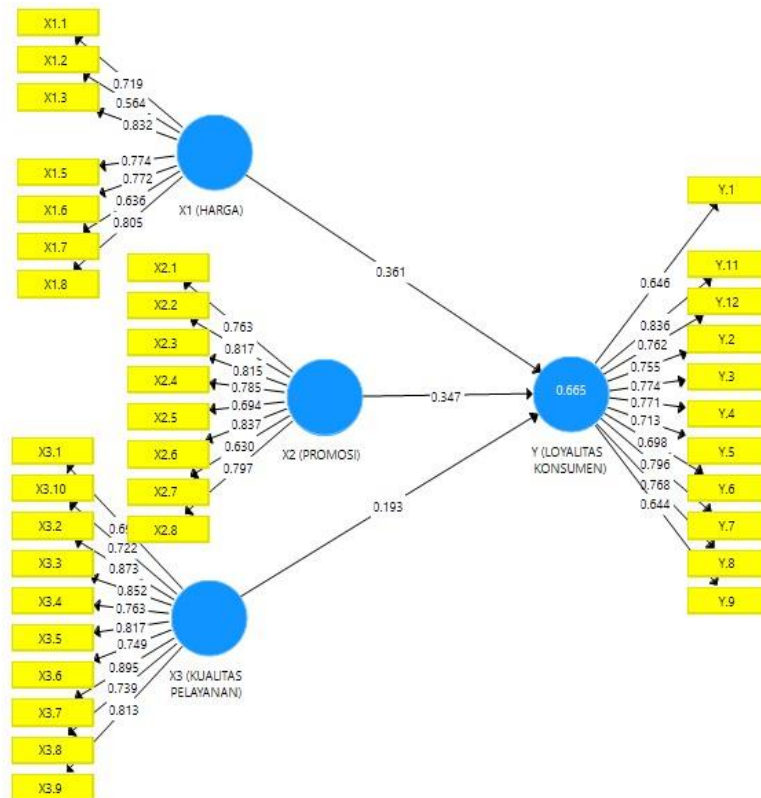 X1.1
X1.2
X1.3
X1.5
X1.6
X1.7
X1.8
0.719
0.564
0.832
0.774
0.772
0.636
0.805
X1 (HARGA)
X2.1
X2.2
X2.3
X2.4
X2.5
X2.6
X2.7
X2.8
0.763
0.817
0.815
0.785
0.694
0.837
0.630
0.797
X2 (PROMOSI)
X3.1
X3.10
X3.2
X3.3
X3.4
X3.5
X3.6
X3.7
X3.8
X3.9
0.722
0.873
0.852
0.763
0.817
0.749
0.895
0.739
0.813
X3 (KUALITAS
PELAYANAN)
0.361
0.347
0.193
0.665
Y (LOYALITAS
KONSUMEN)
0.646
0.836
0.762
0.755
0.774
0.771
0.713
0.698
0.796
0.768
0.644
Y.1
Y.11
Y.12
Y.2
Y.3
Y.4
Y.5
Y.6
Y.7
Y.8
Y.9